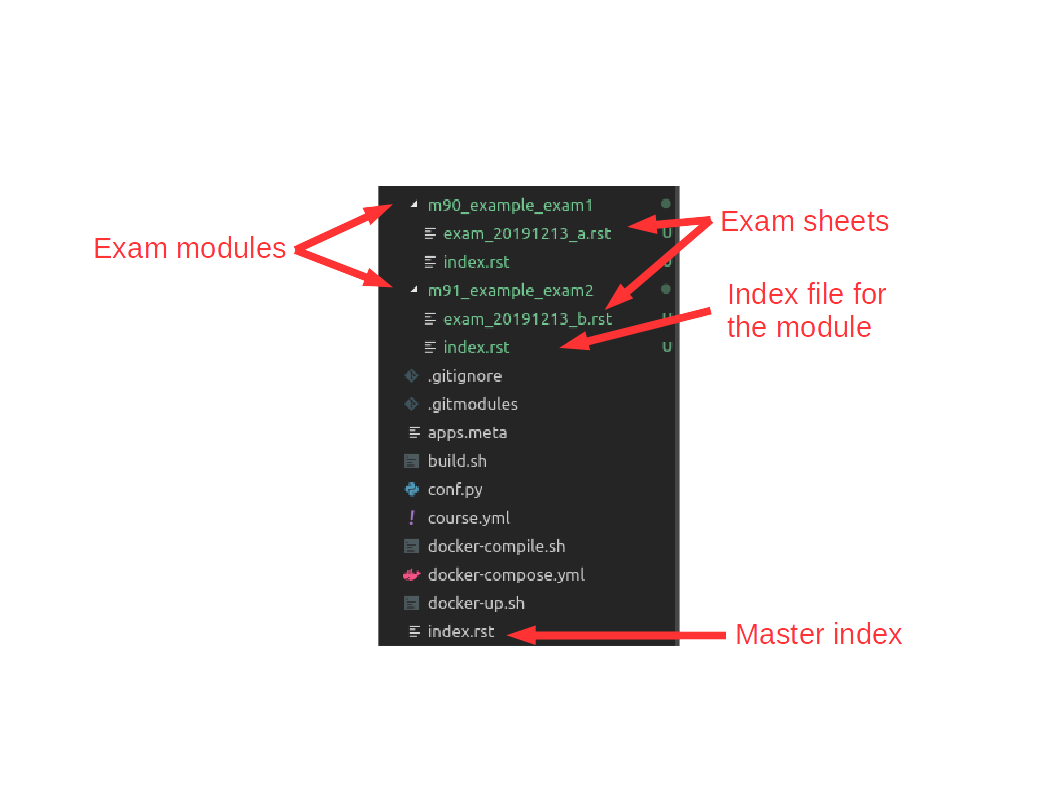 m90_example_exam1
exam_20191213_a.rst
U
index.rst
U
m91_example_exam2
exam_20191213_b.rst
U
index.rst
U
.gitignore
.gitmodules
apps.meta
build.sh
conf.py
! course.yml
docker-compile.sh
docker-compose.yml
docker-up.sh
index.rst
Exam modules
Exam sheets
Index file for
the module
Master index